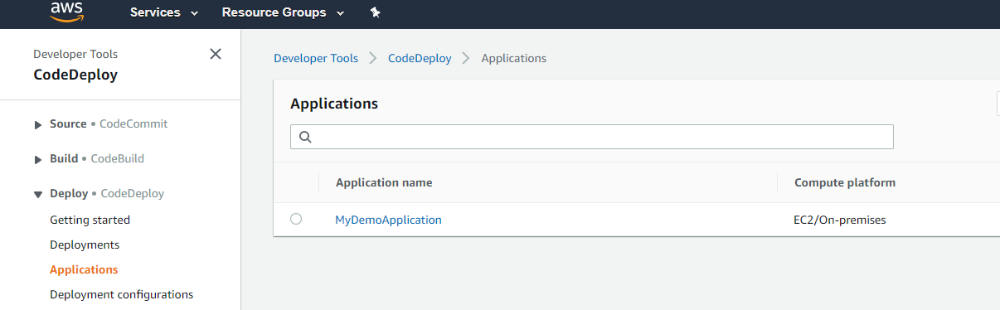 aws Services Resource Groups
Developer Tools
CodeDeploy
Source • CodeCommit
Build • CodeBuild
Deploy • CodeDeploy
Getting started
Deployments
Applications
Deployment configurations
Developer Tools CodeDeploy Applications
Applications
Application name Compute platform
MyDemoApplication EC2/On-premises